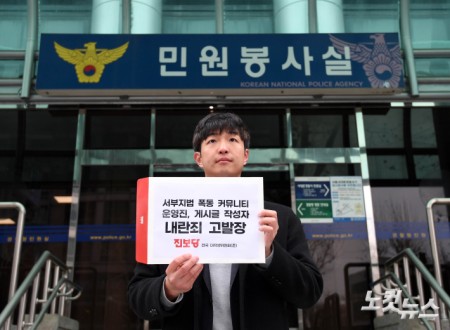 민원봉사실
KOREAN NATIONAL POLICE AGENCY
서부지법 폭동 커뮤니티
운영진, 게시글 작성자
내란죄 고발장
진보당
노컷뉴스